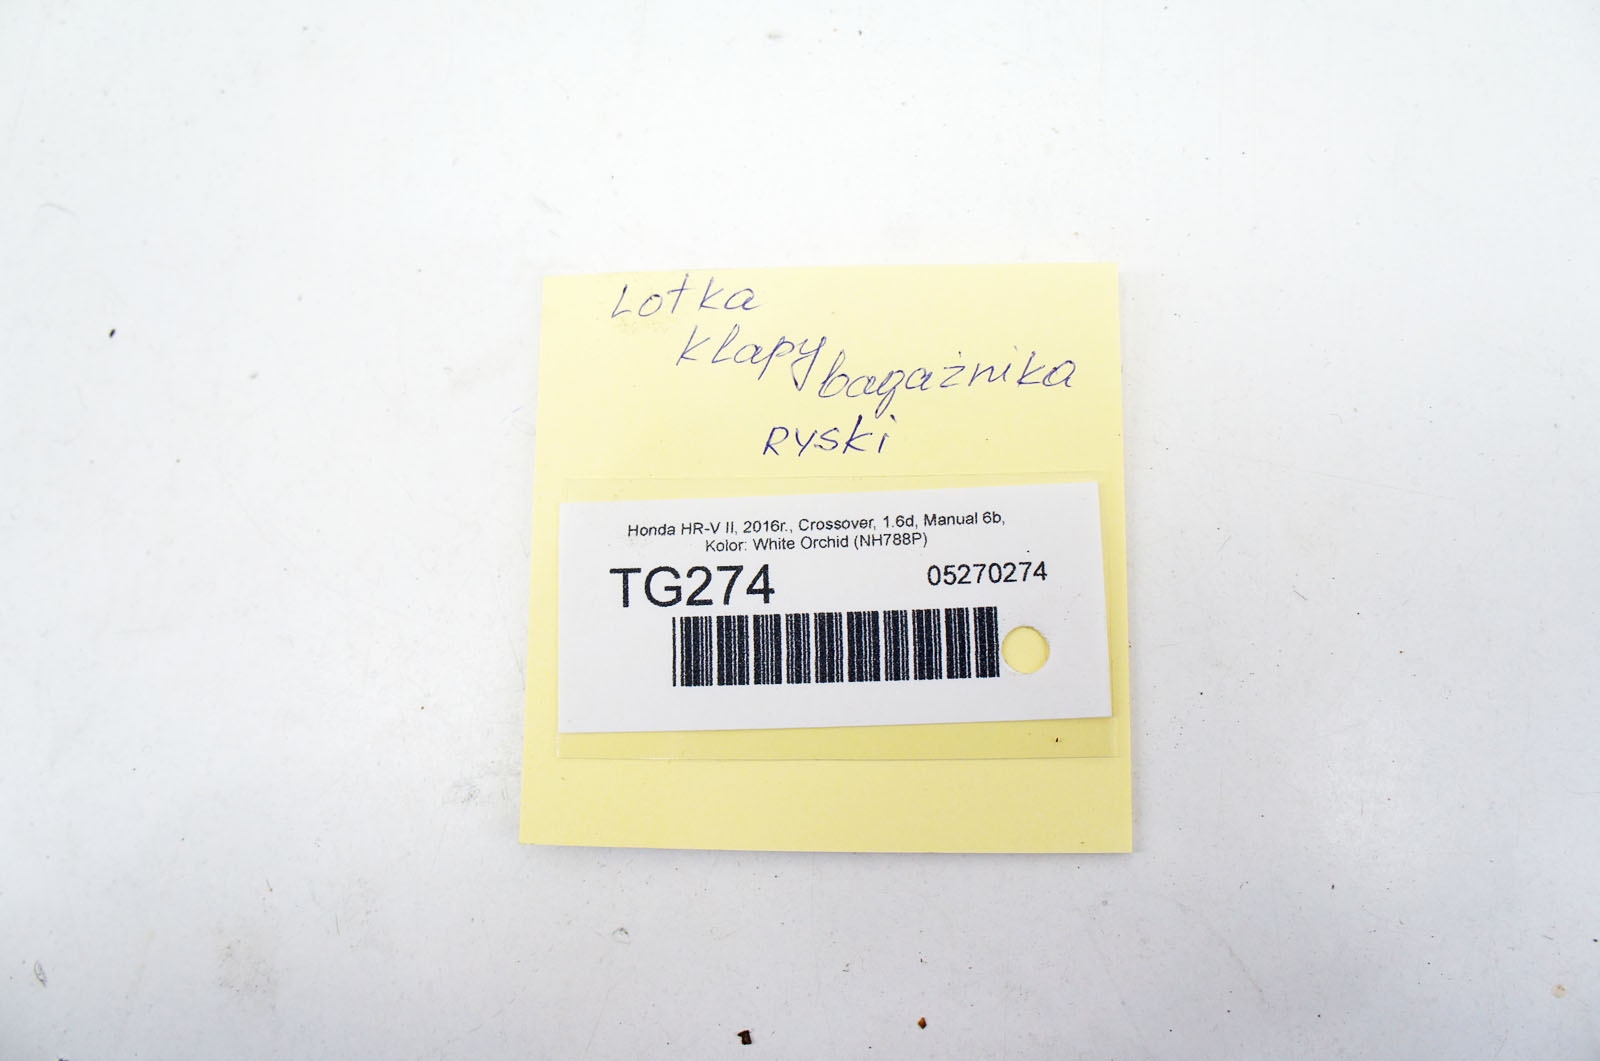 Lotka
klapy bagażnika
RYSKI
Honda HR-V II, 2016r., Crossover, 1.6d, Manual 6b,
Kolor: White Orchid (NH788P)
TG274 05270274